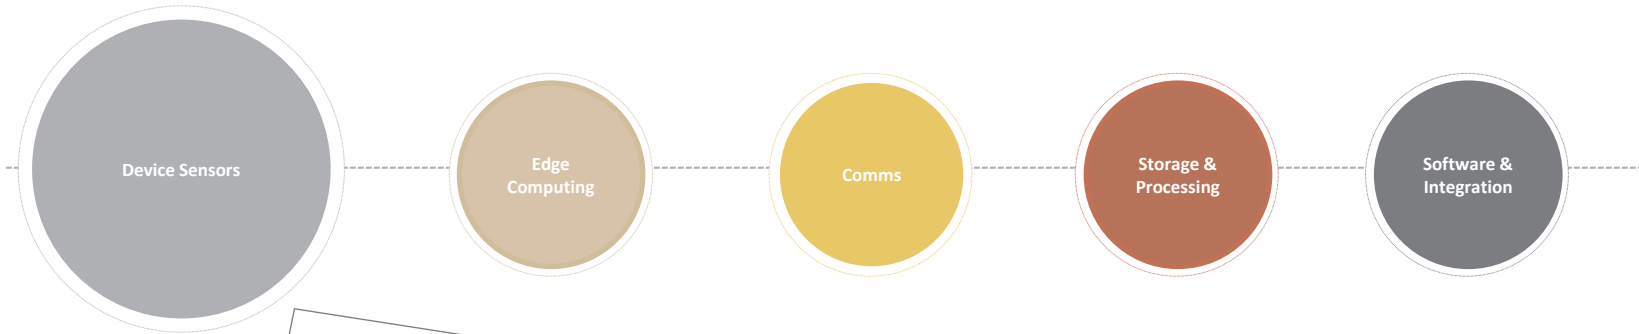 Device Sensors
Edge
Computing
Comms
Storage &
Processing
Software &
Integration